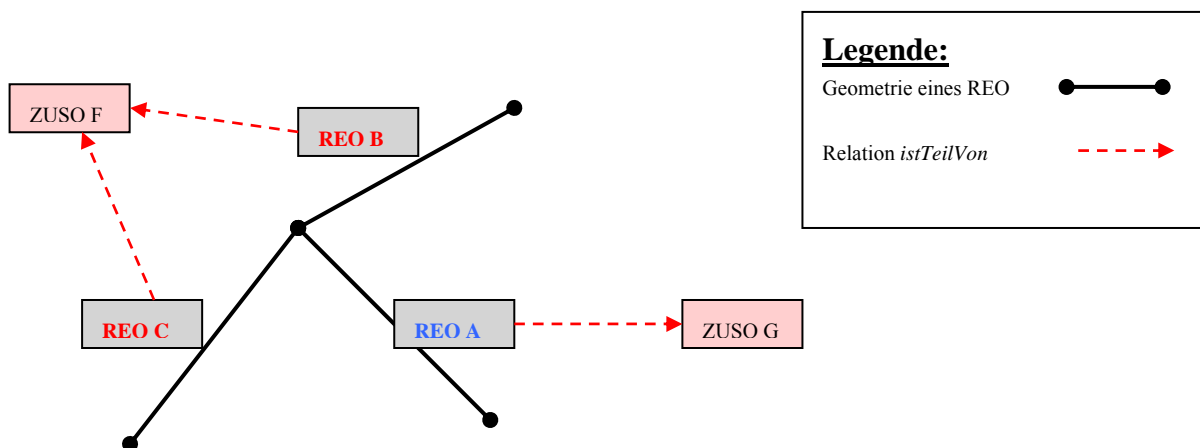 Legende:
Geometrie eines REO
Relation istTeilVon
ZUSO F
REO B
REO C
REO A
ZUSO G